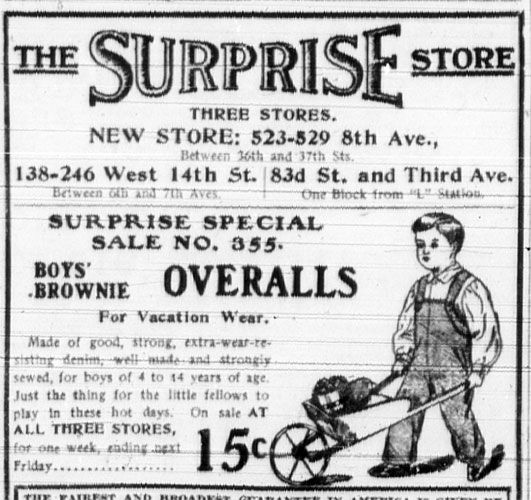 THE SURPRISE STORE
THREE STORES.
NEW STORE: 523-529 8th Ave.,
Between 36th and 37th Sts.
138-246 West 14th St. | 83d St. and Third Ave.
Between 6th and 7th Aves. One Block from "L" Station.
SURPRISE SPECIAL
SALE NO. 355.
BOYS' BROWNIE OVERALLS
For Vacation Wear.
Made of good, strong, extra-wear-re-
sisting denim, well made and strongly
sewed, for boys of 4 to 14 years of age.
Just the thing for the little fellows to
play in these hot days. On sale AT
ALL THREE STORES,
for one week, ending next
Friday.................. 15c
THE FAIREST AND BROADEST GUARANTEE IN AMERICA IS GIVEN BY